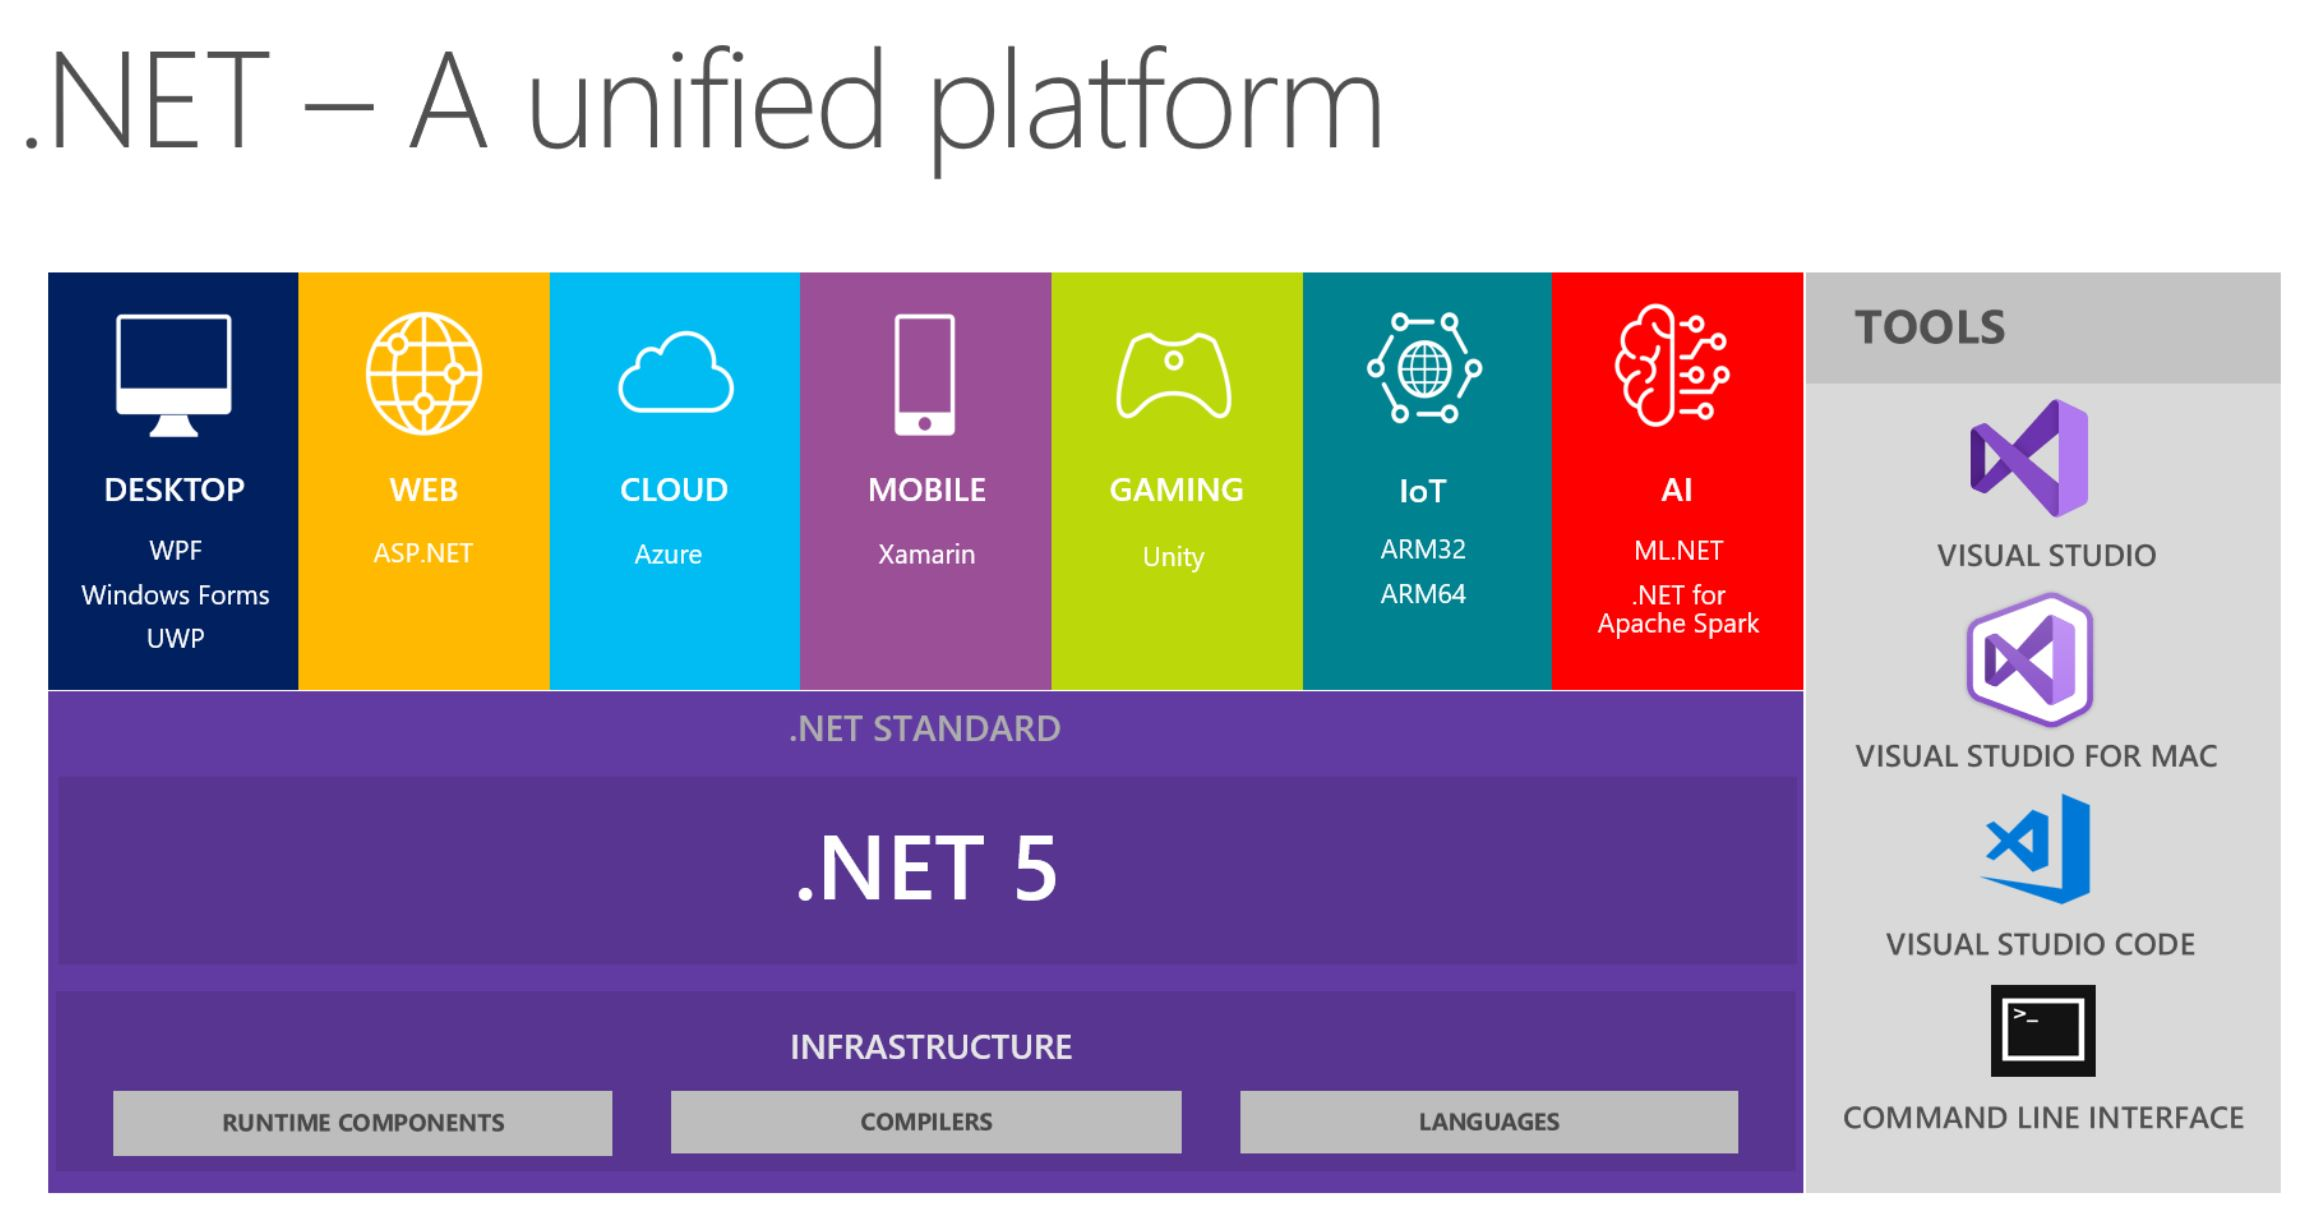 .NET – A unified platform
DESKTOP
WPF
Windows Forms
UWP
WEB
ASP.NET
CLOUD
Azure
MOBILE
Xamarin
GAMING
Unity
IoT
ARM32
ARM64
AI
ML.NET
.NET for
Apache Spark
.NET STANDARD
.NET 5
INFRASTRUCTURE
RUNTIME COMPONENTS
COMPILERS
LANGUAGES
TOOLS
VISUAL STUDIO
VISUAL STUDIO FOR MAC
VISUAL STUDIO CODE
>_
COMMAND LINE INTERFACE